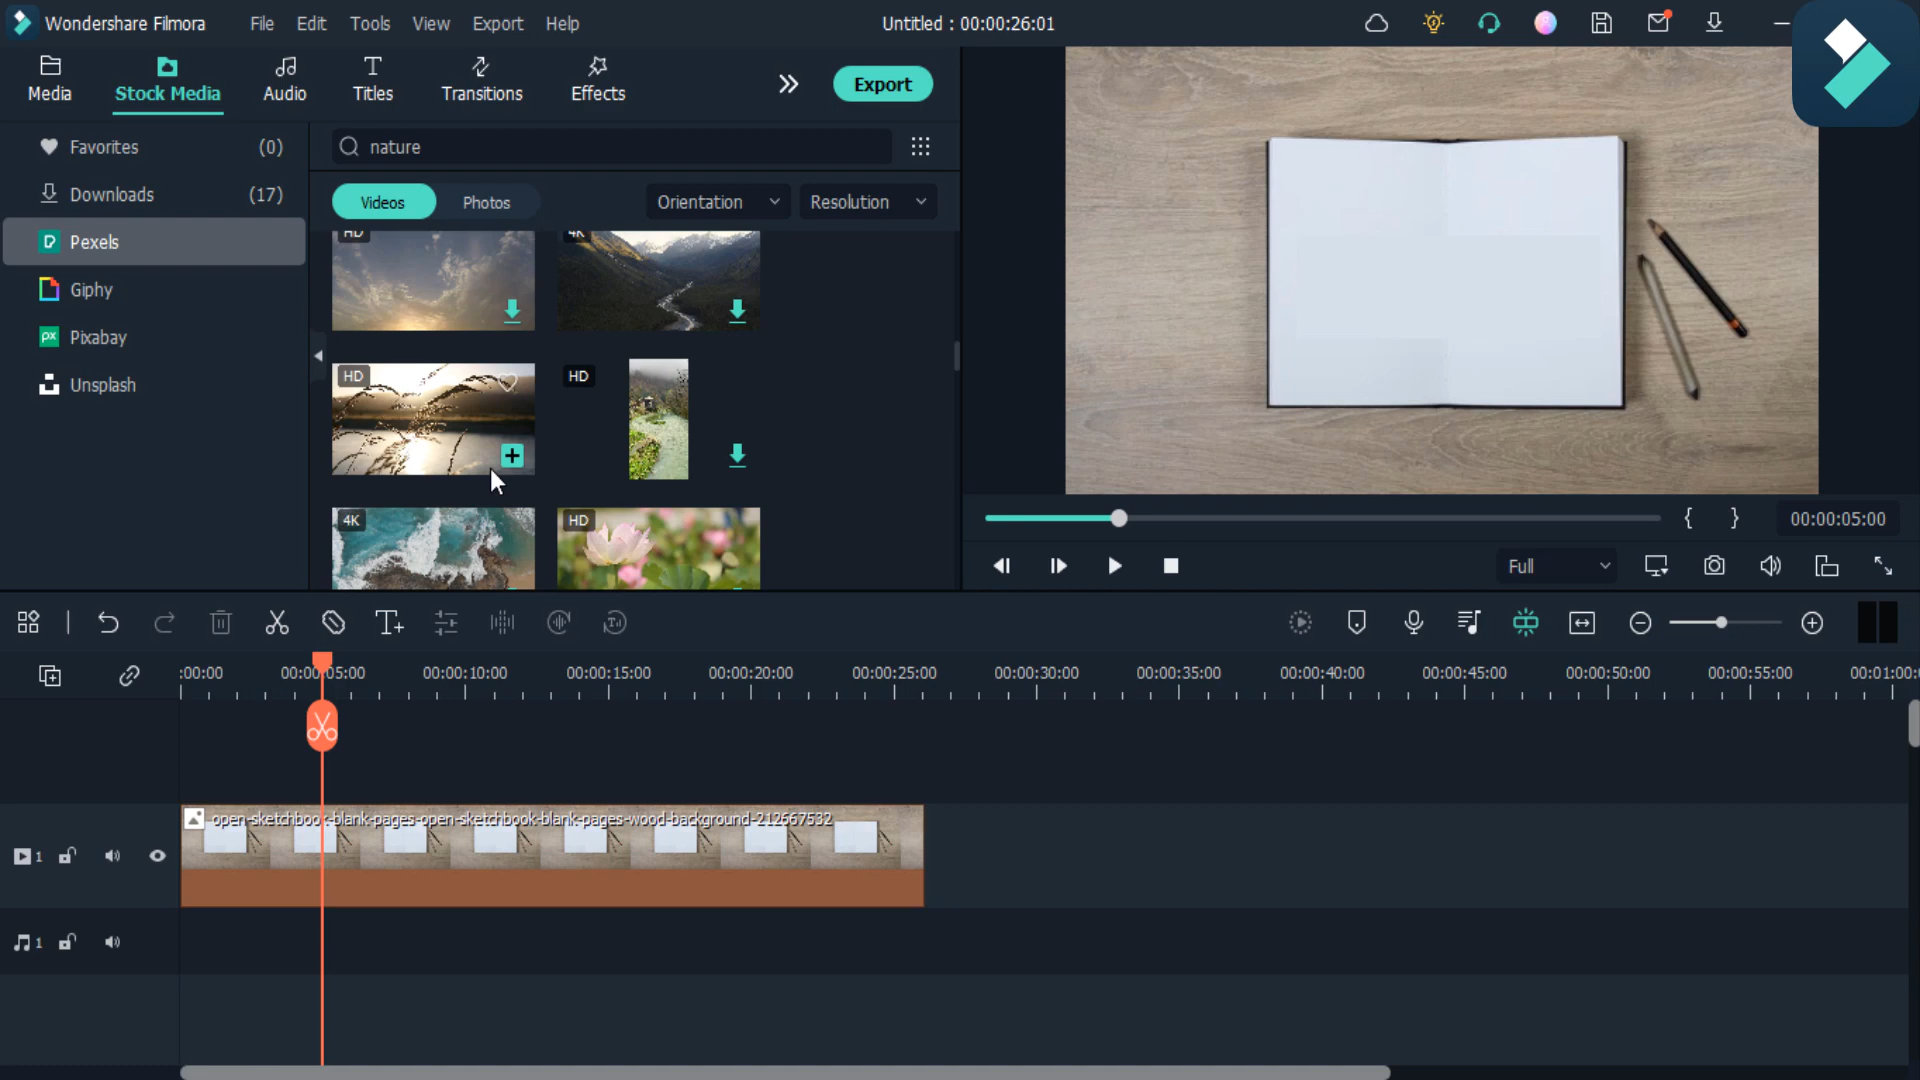 Wondershare Filmora File Edit Tools View Export Help Untitled : 00:00:26:01
Media Stock Media Audio Titles Transitions Effects Export
Favorites (0)
Downloads (17)
Pexels
Giphy
Pixabay
Unsplash
nature
Videos Photos Orientation Resolution
HD 4K
HD HD
4K HD
00:00:05:00
Full
:00:00 00:00:05:00 00:00:10:00 00:00:15:00 00:00:20:00 00:00:25:00 00:00:30:00 00:00:35:00 00:00:40:00 00:00:45:00 00:00:50:00 00:00:55:00 00:01:00:
open-sketchbook-blank-pages-open-sketchbook-blank-pages-wood-background-212667532
1
1